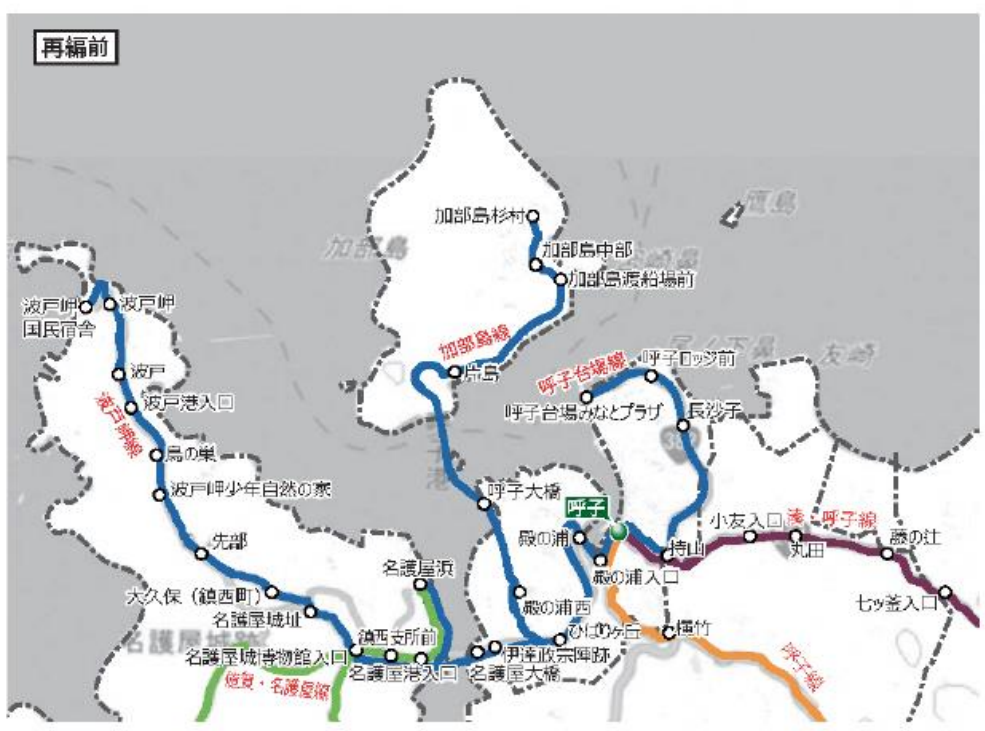 再編前
鷹島
加部島
加部島杉村
加部島中部
加部島渡船場前
加部島線
片島
友崎
呼子台場線
呼子ロッジ前
呼子台場みなとプラザ
長沙子
波戸岬
国民宿舎
波戸岬
波戸
波戸港入口
波戸岬線
鳥の巣
波戸岬少年自然の家
先部
大久保（鎮西町）
名護屋城址
名護屋城博物館入口
鎮西支所前
名護屋港入口
名護屋浜
名護屋大橋
伊達政宗陣跡
ひばりヶ丘
呼子大橋
殿の浦西
殿の浦
殿の浦入口
呼子
持山
小友入口
湊・呼子線
丸田
藤の辻
七ッ釜入口
横竹
呼子線